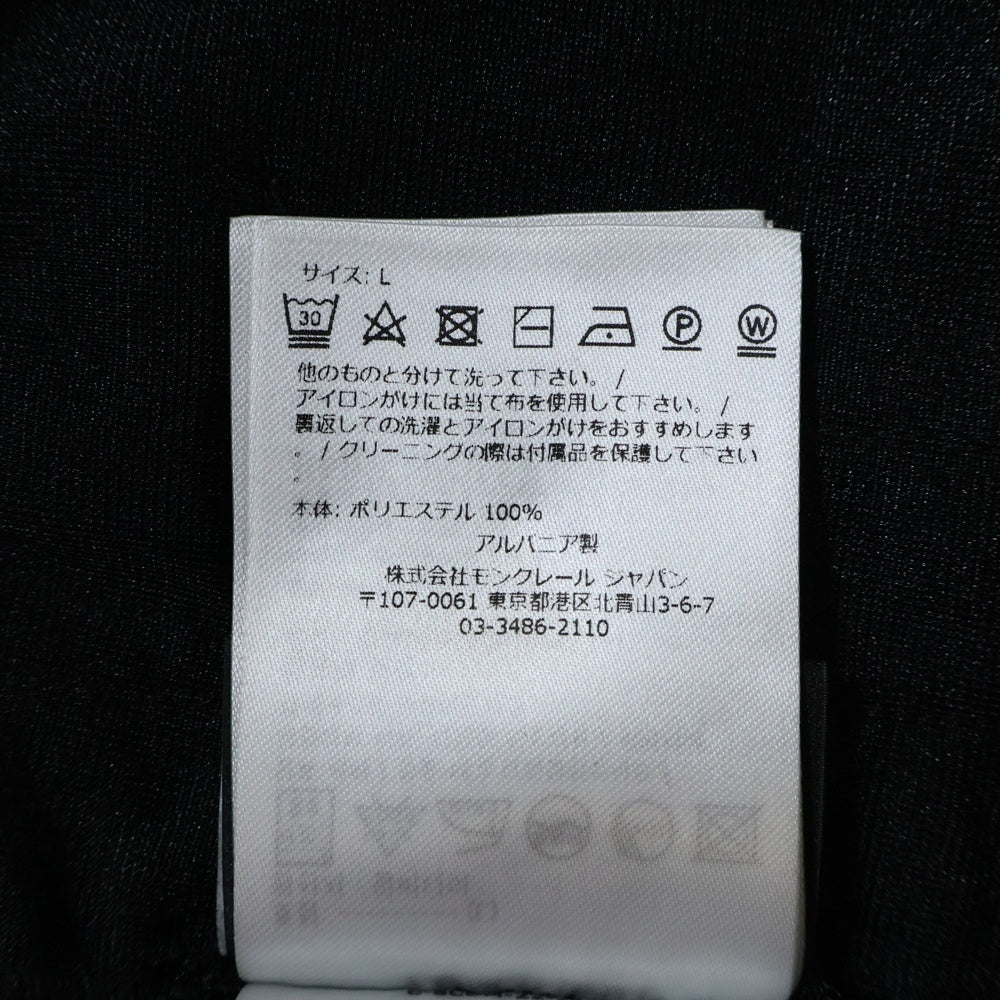 サイズ: L
30
P
W
他のものと分けて洗って下さい。 /
アイロンがけには当て布を使用して下さい。 /
裏返しての洗濯とアイロンがけをおすすめします
。 / クリーニングの際は付属品を保護して下さい
。
本体: ポリエステル 100%
アルバニア製
株式会社モンクレール ジャパン
〒107-0061 東京都港区北青山3-6-7
03-3486-2110